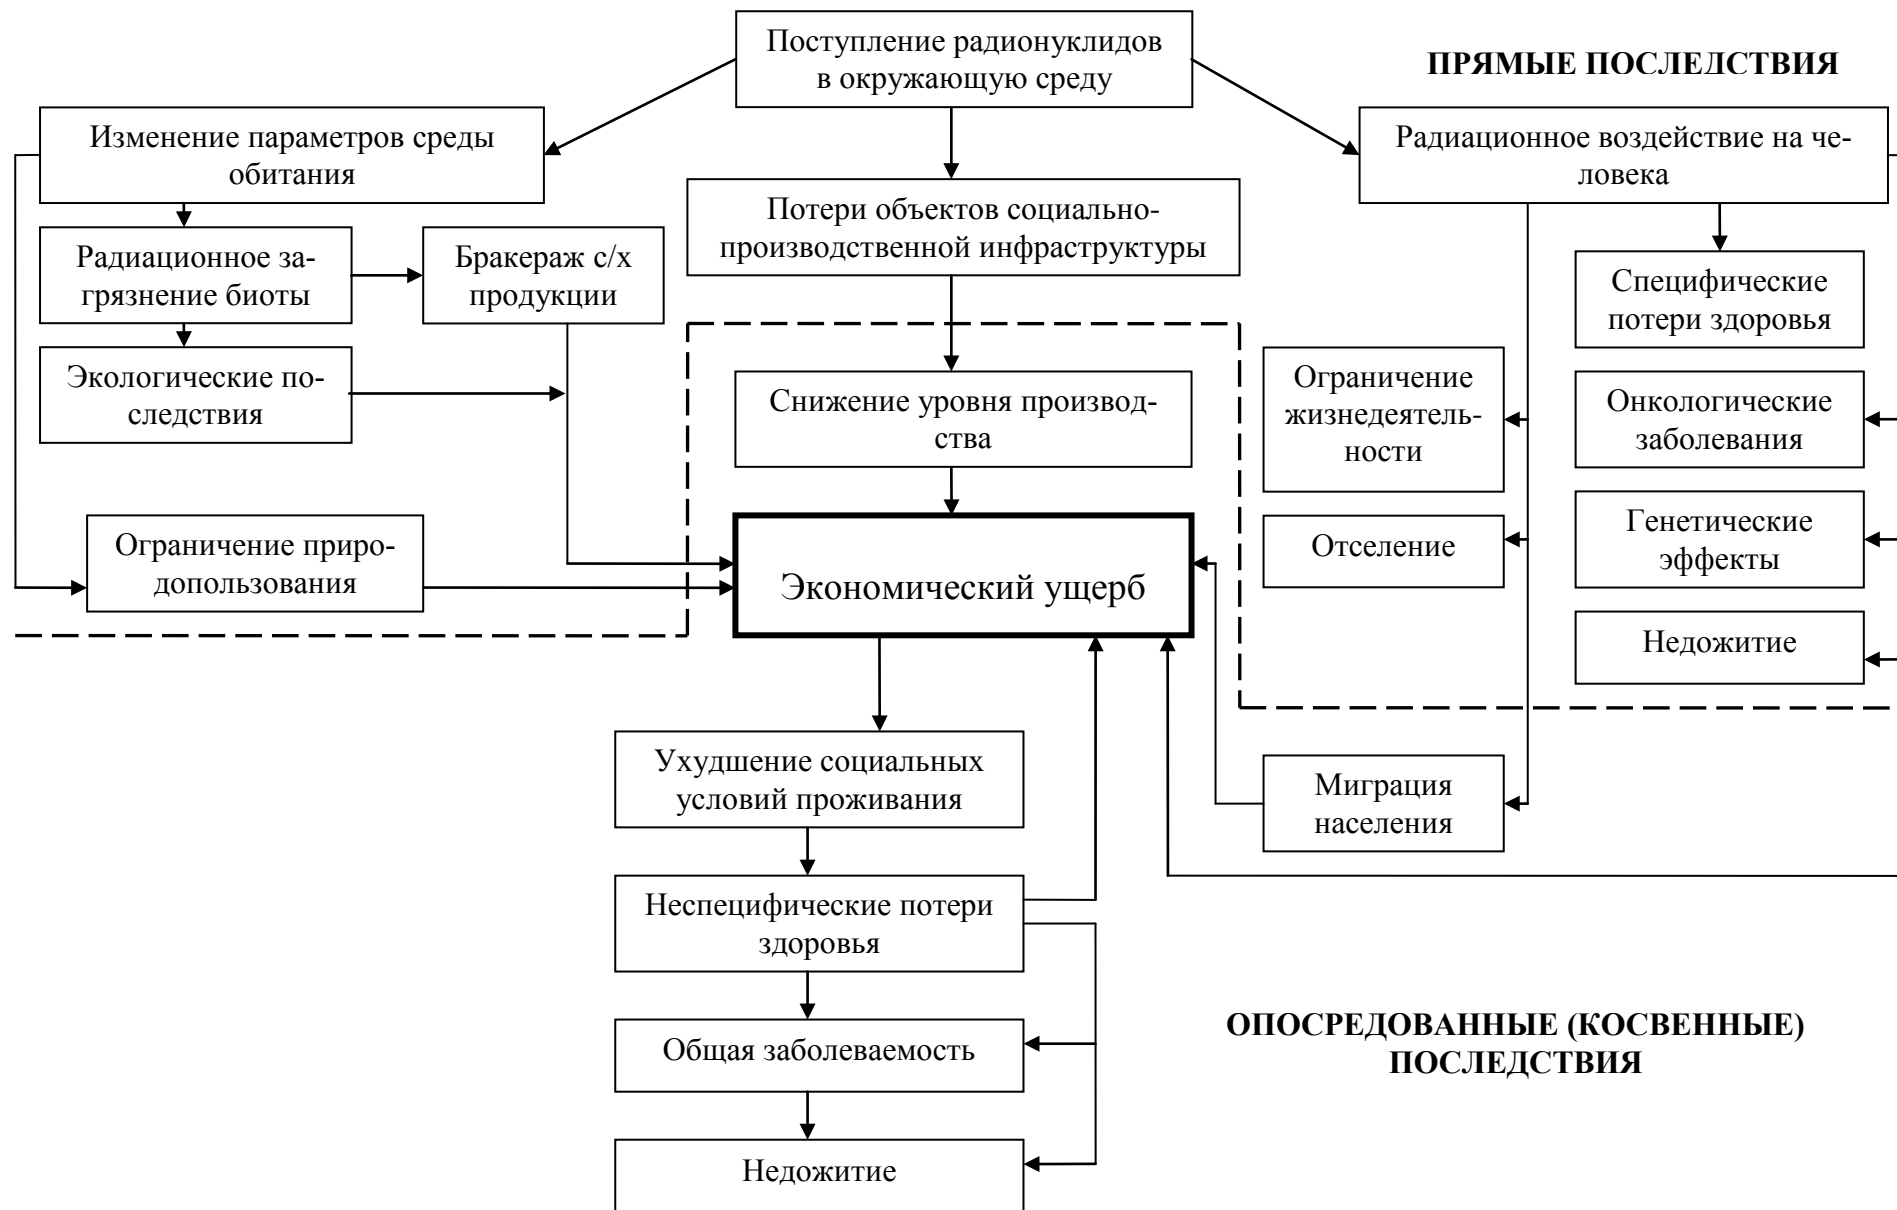 Поступление радионуклидов
в окружающую среду
ПРЯМЫЕ ПОСЛЕДСТВИЯ
Изменение параметров среды
обитания
Радиационное воздействие на че-
ловека
Потери объектов социально-
производственной инфраструктуры
Радиационное за-
грязнение биоты
Бракераж с/х
продукции
Специфические
потери здоровья
Экологические по-
следствия
Снижение уровня производ-
ства
Ограничение
жизнедеятель-
ности
Онкологические
заболевания
Ограничение приро-
допользования
Экономический ущерб
Отселение
Генетические
эффекты
Недожитие
Ухудшение социальных
условий проживания
Миграция
населения
Неспецифические потери
здоровья
Общая заболеваемость
ОПОСРЕДОВАННЫЕ (КОСВЕННЫЕ)
ПОСЛЕДСТВИЯ
Недожитие